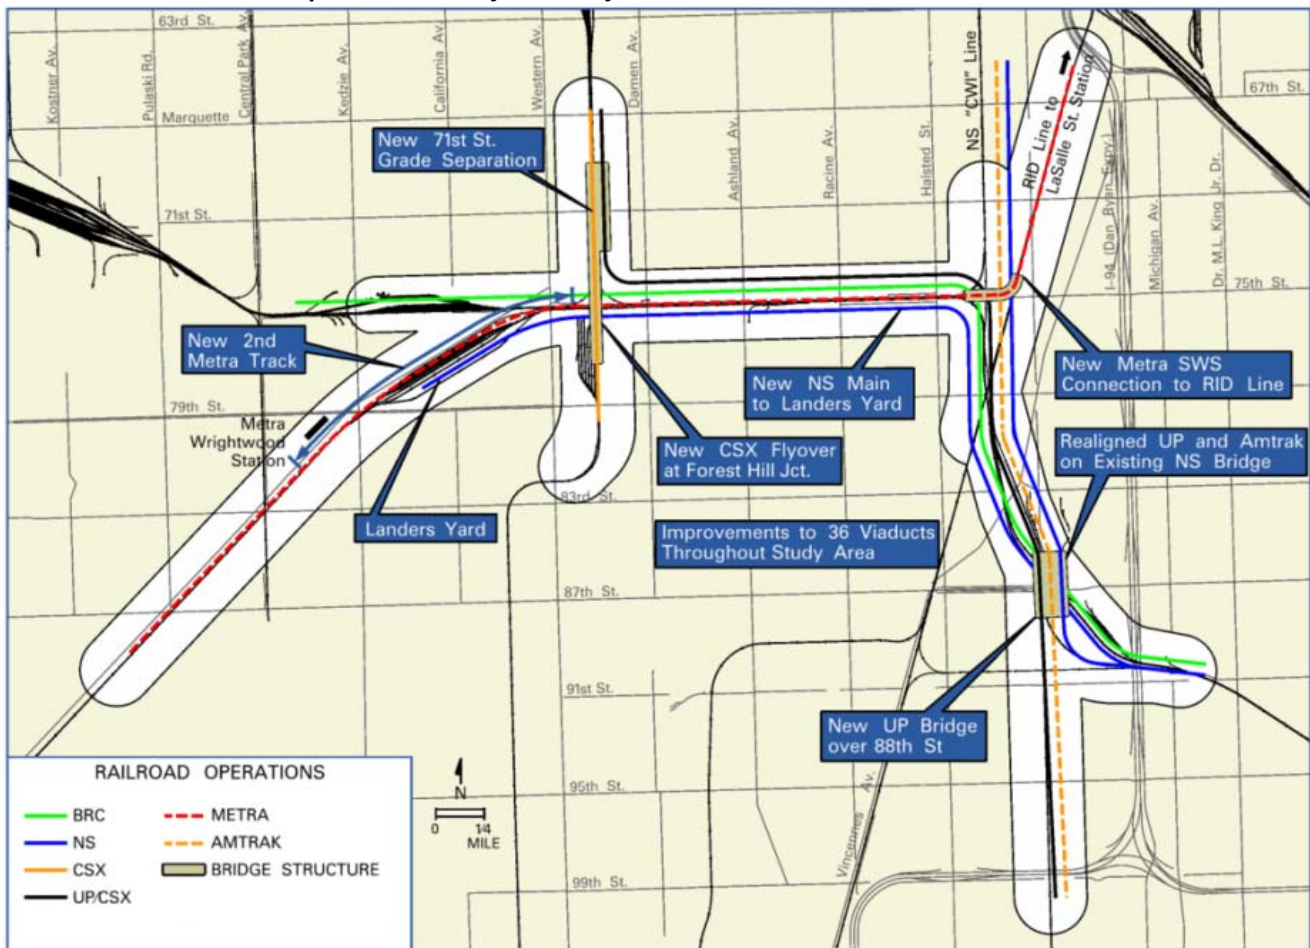 63rd St.
Kostner Av.
Pulaski Rd.
Central Park Av.
Kedzie Av.
California Av.
Western Av.
Damen Av.
Marquette
67th St.
New 71st St.
Grade Separation
Ashland Av.
Racine Av.
Halsted St.
NS "CWI" Line
RID Line to
LaSalle St. Station
I-94 (Dan Ryan Expy.)
Michigan Av.
Dr. M.L. King Jr. Dr.
71st St.
75th St.
New 2nd
Metra Track
New NS Main
to Landers Yard
New Metra SWS
Connection to RID Line
79th St.
Metra
Wrightwood
Station
New CSX Flyover
at Forest Hill Jct.
Realigned UP and Amtrak
on Existing NS Bridge
83rd St.
Landers Yard
Improvements to 36 Viaducts
Throughout Study Area
87th St.
91st St.
New UP Bridge
over 88th St
Vincennes Av.
95th St.
99th St.
RAILROAD OPERATIONS
BRC
METRA
NS
AMTRAK
CSX
BRIDGE STRUCTURE
UP/CSX
N
0 1/4
MILE